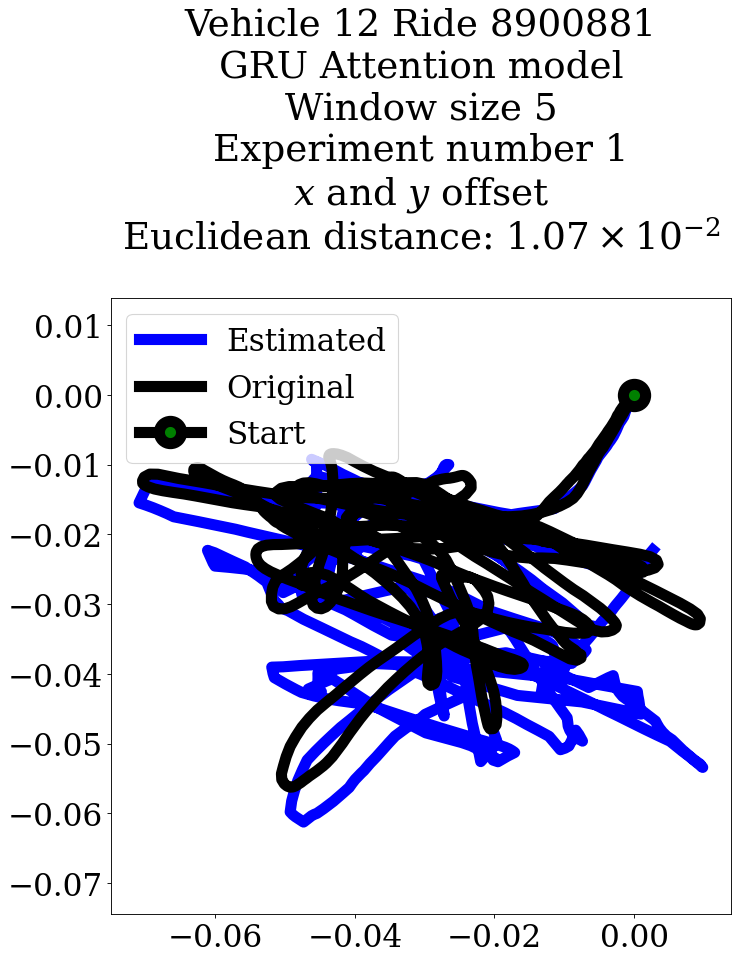 Vehicle 12 Ride 8900881
GRU Attention model
Window size 5
Experiment number 1
x and y offset
Euclidean distance: 1.07 × 10⁻²
Estimated
Original
Start
0.01
0.00
−0.01
−0.02
−0.03
−0.04
−0.05
−0.06
−0.07
−0.06 −0.04 −0.02 0.00